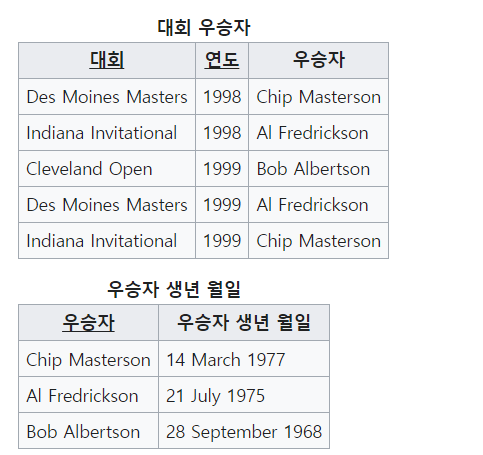 대회 우승자
대회 연도 우승자
Des Moines Masters 1998 Chip Masterson
Indiana Invitational 1998 Al Fredrickson
Cleveland Open 1999 Bob Albertson
Des Moines Masters 1999 Al Fredrickson
Indiana Invitational 1999 Chip Masterson
우승자 생년 월일
우승자 우승자 생년 월일
Chip Masterson 14 March 1977
Al Fredrickson 21 July 1975
Bob Albertson 28 September 1968